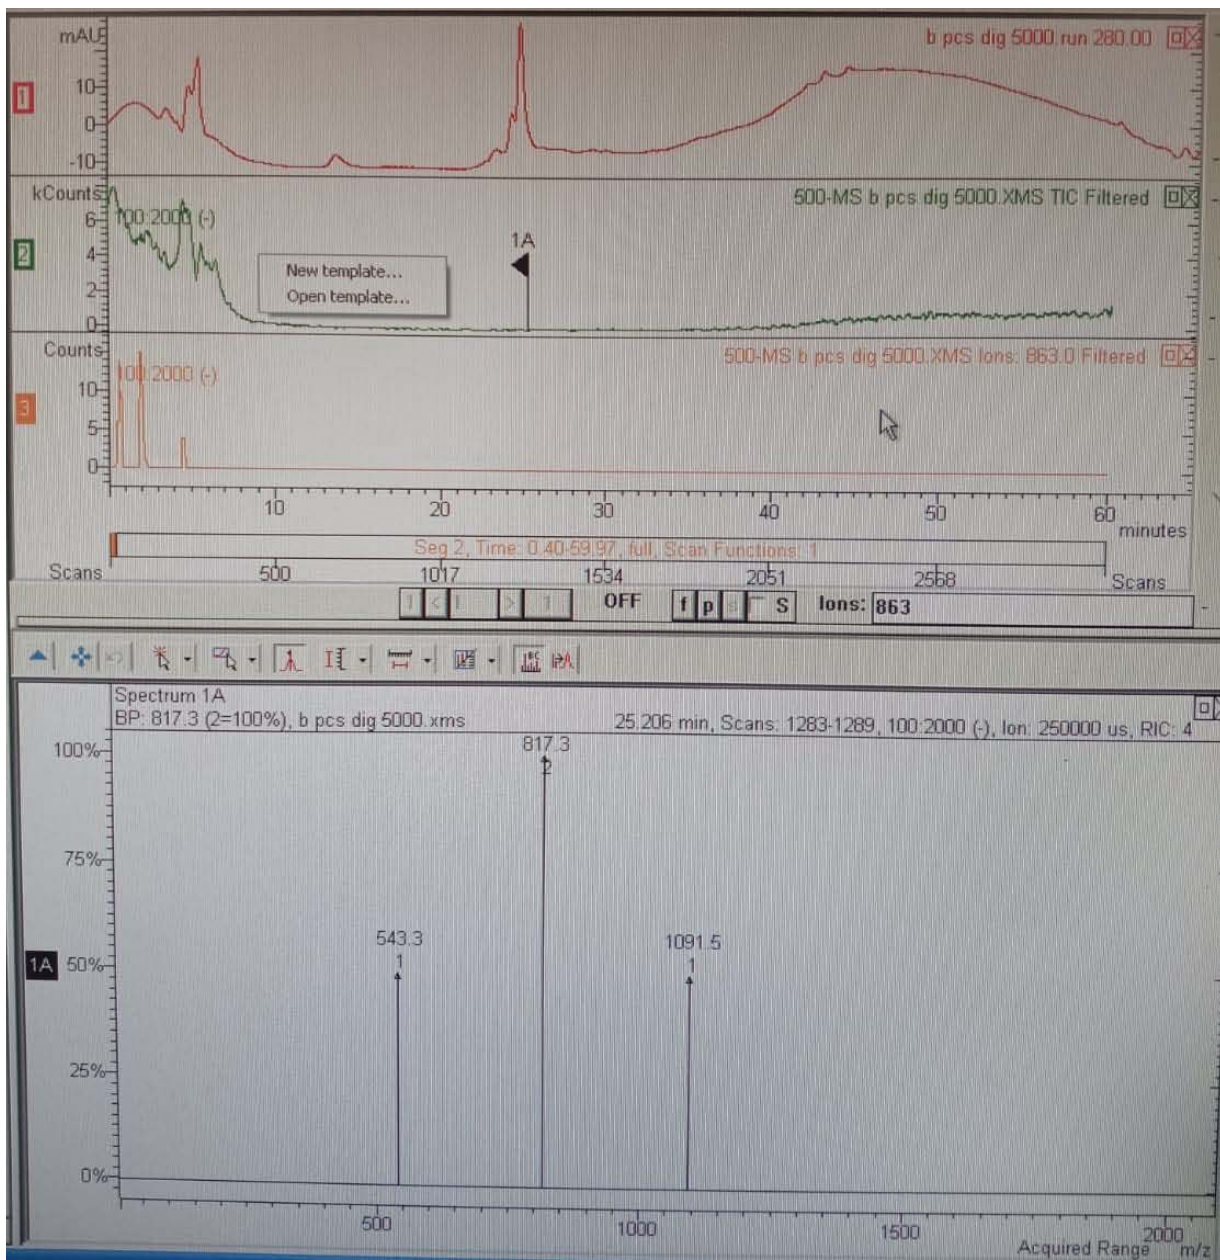 mAU
b pcs dig 5000.run 280.00
1
10
0
-10
kCounts
100:2000 (-)
500-MS b pcs dig 5000.XMS TIC Filtered
6
2
4
2
0
1A
New template...
Open template...
Counts
100:2000 (-)
500-MS b pcs dig 5000.XMS Ions: 863.0 Filtered
10
3
5
0
10 20 30 40 50 60
minutes
Seg 2, Time: 0.40-59.97, full, Scan Functions: 1
Scans 500 1017 1534 2051 2568 Scans
OFF f p s S Ions: 863
Spectrum 1A
BP: 817.3 (2=100%), b pcs dig 5000.xms 25.206 min, Scans: 1283-1289, 100:2000 (-), Ion: 250000 us, RIC: 4
100%
817.3
2
75%
543.3
1
1091.5
1
1A 50%
25%
0%
500 1000 1500 2000
Acquired Range m/z